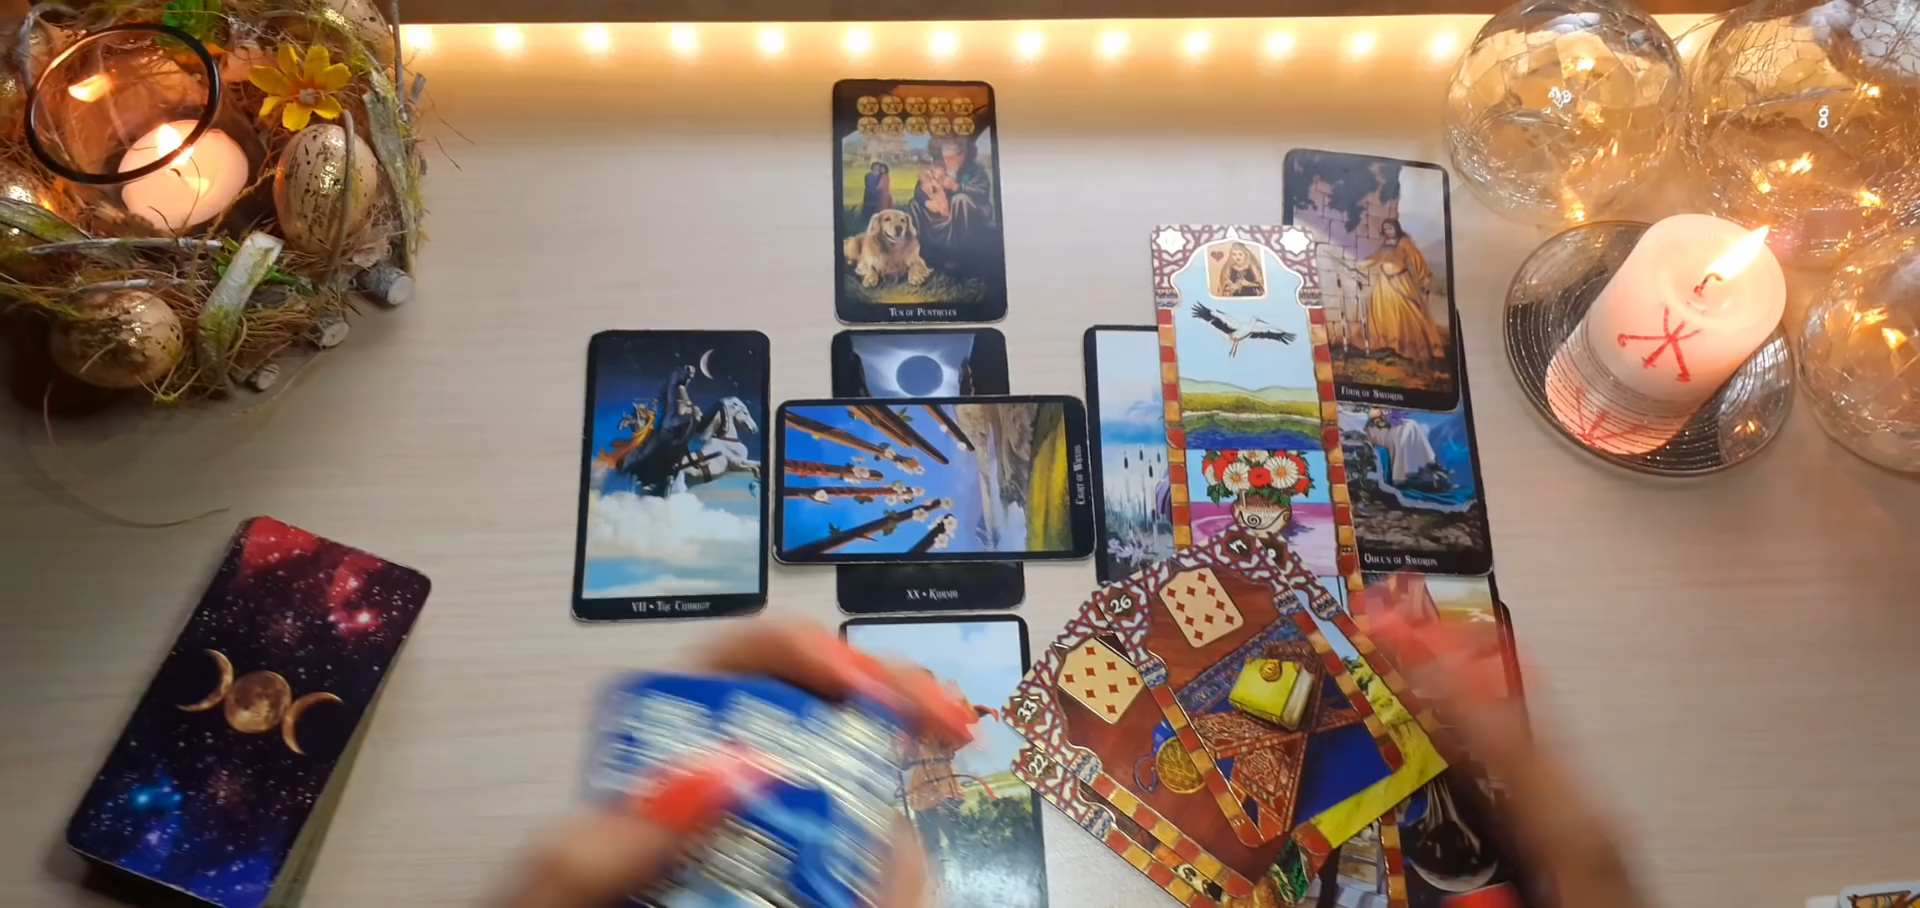 TEN OF PENTACLES
FOUR OF SWORDS
VII • THE CHARIOT
EIGHT OF WANDS
XX • KARMA
QUEEN OF SWORDS
26
33
22